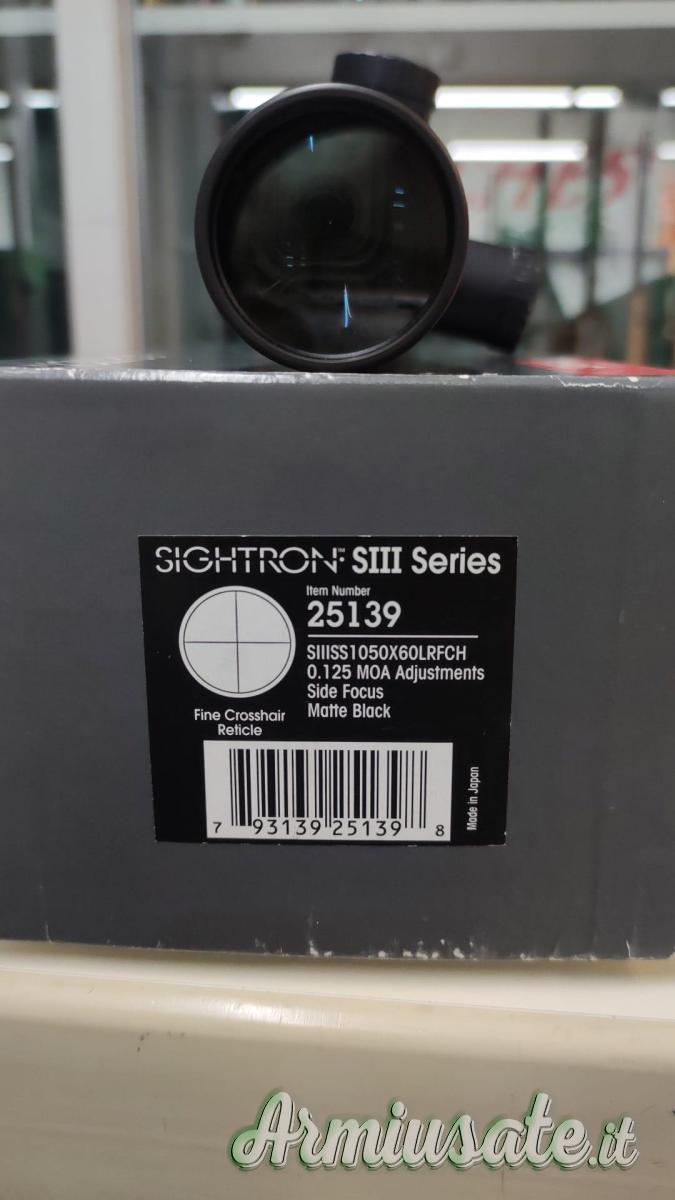 SIGHTRON™ SIII Series
Item Number
25139
SIIISS1050X60LRFCH
0.125 MOA Adjustments
Side Focus
Matte Black
Fine Crosshair
Reticle
7 93139 25139 8
Made in Japan
Armiusate.it